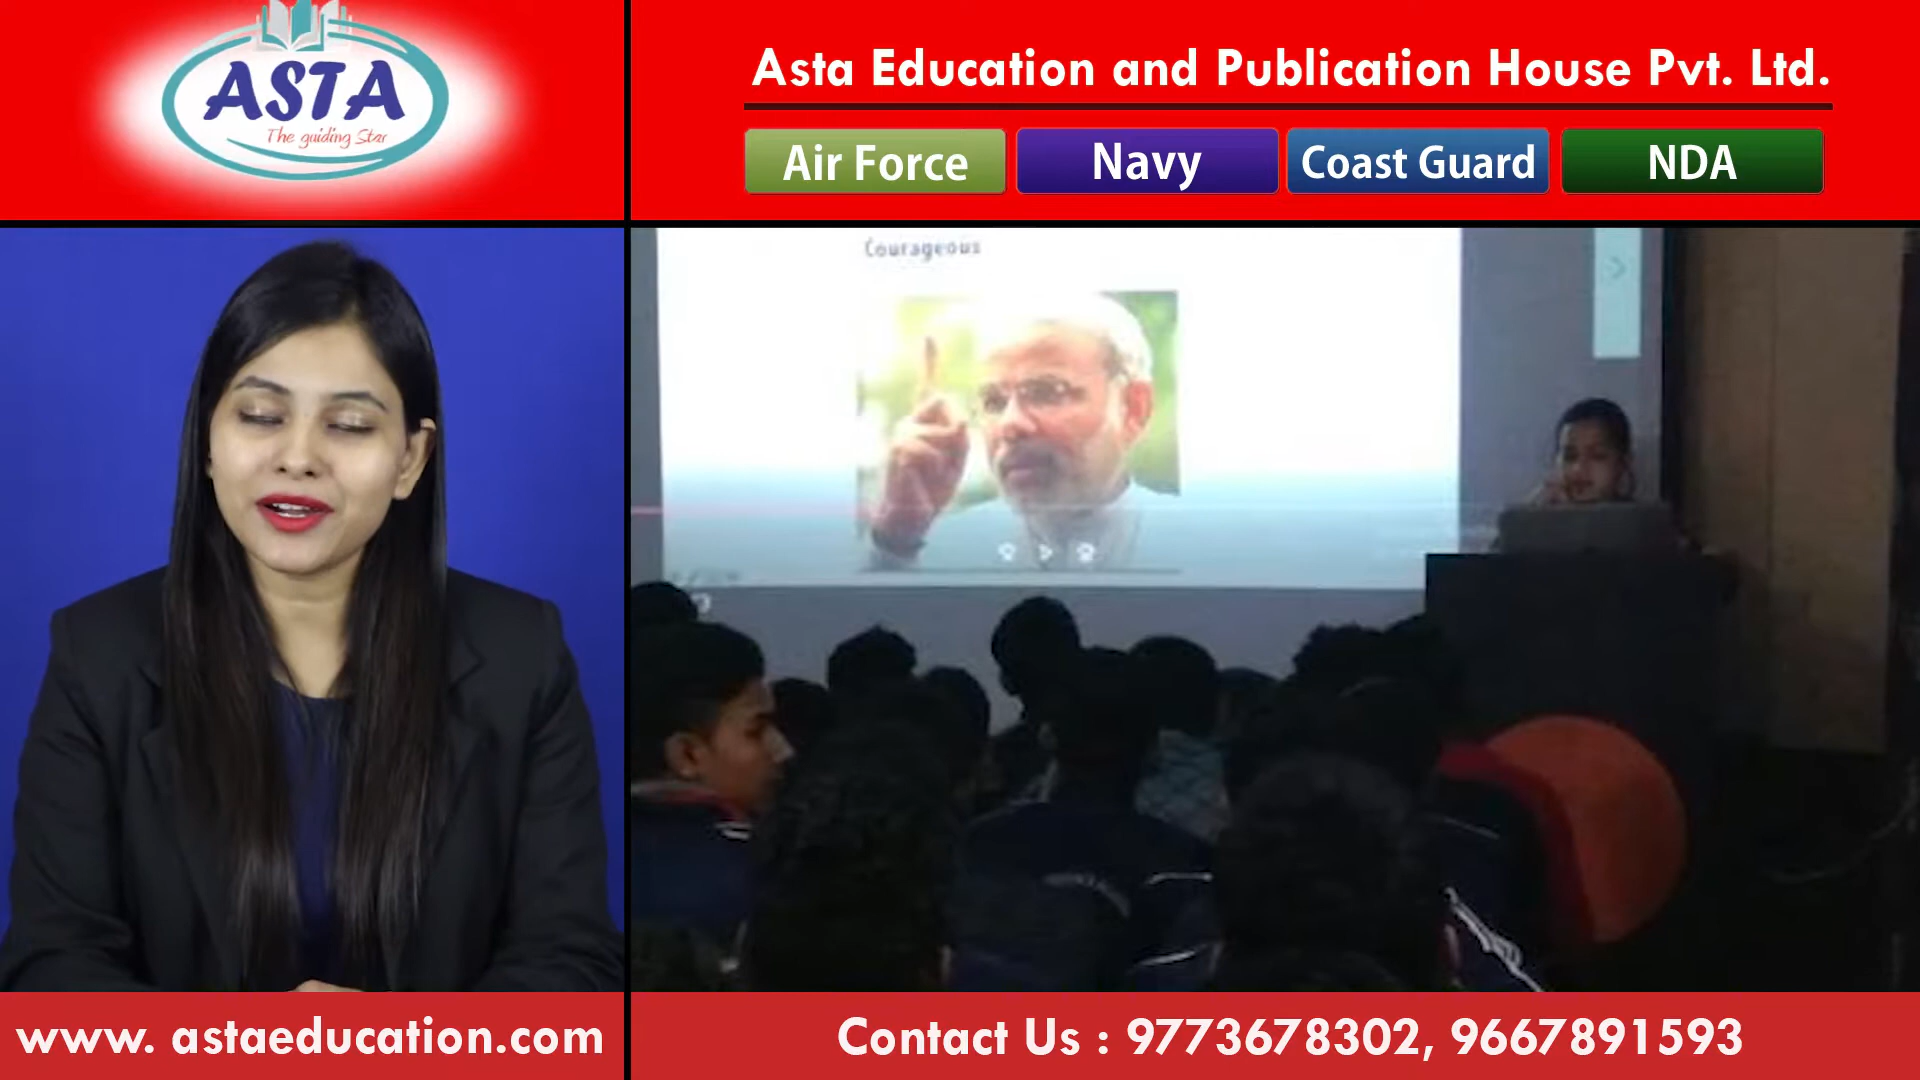 ASTA
The guiding Star
Asta Education and Publication House Pvt. Ltd.
Air Force
Navy
Coast Guard
NDA
Courageous
www. astaeducation.com
Contact Us : 9773678302, 9667891593